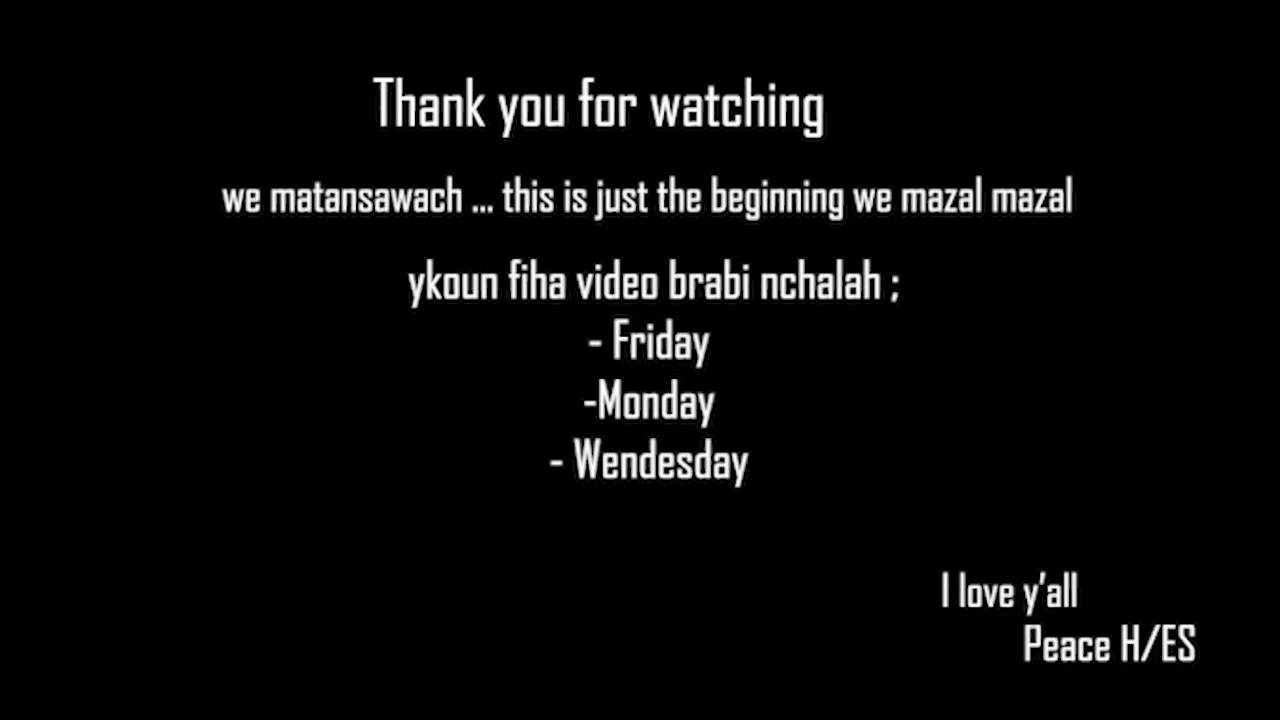 Thank you for watching
we matansawach ... this is just the beginning we mazal mazal
ykoun fiha video brabi nchalah ;
- Friday
-Monday
- Wendesday
I love y'all
Peace H/ES